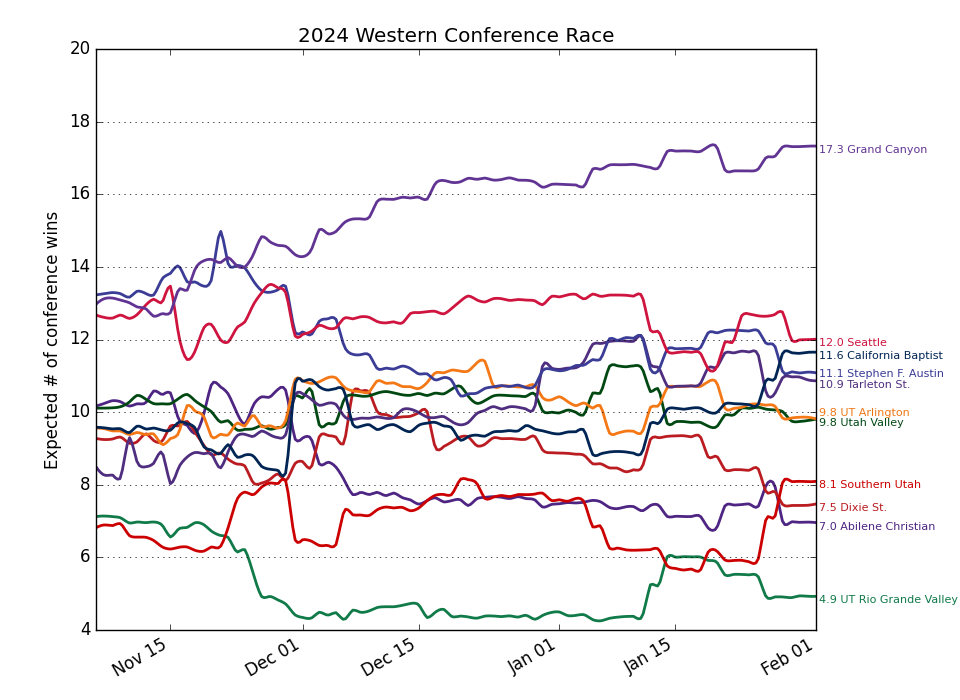 2024 Western Conference Race
Expected # of conference wins
20
18
16
14
12
10
8
6
4
17.3 Grand Canyon
12.0 Seattle
11.6 California Baptist
11.1 Stephen F. Austin
10.9 Tarleton St.
9.8 UT Arlington
9.8 Utah Valley
8.1 Southern Utah
7.5 Dixie St.
7.0 Abilene Christian
4.9 UT Rio Grande Valley
Nov 15
Dec 01
Dec 15
Jan 01
Jan 15
Feb 01